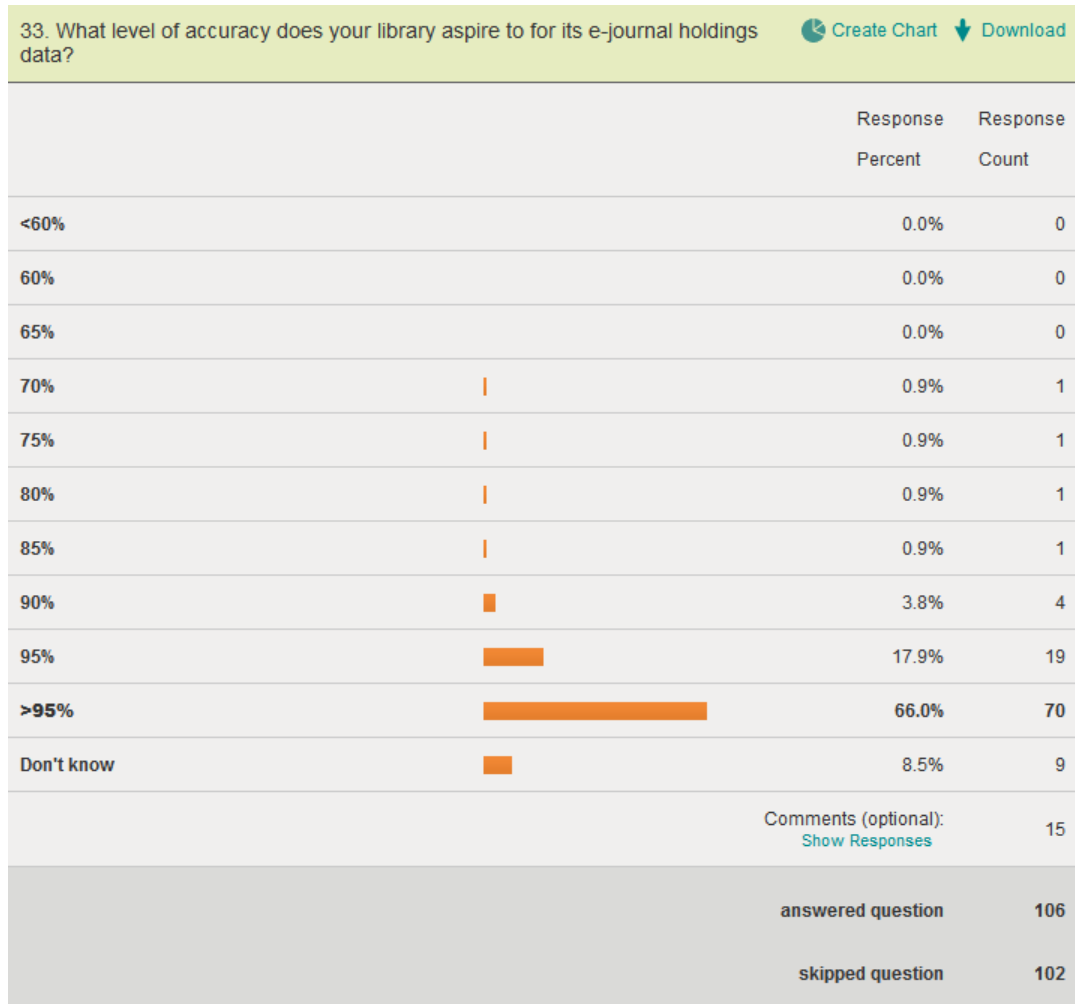 33. What level of accuracy does your library aspire to for its e-journal holdings
data?
Create Chart
Download
Response
Percent
Response
Count
<60% 0.0% 0
60% 0.0% 0
65% 0.0% 0
70% 0.9% 1
75% 0.9% 1
80% 0.9% 1
85% 0.9% 1
90% 3.8% 4
95% 17.9% 19
>95% 66.0% 70
Don't know 8.5% 9
Comments (optional): 15
Show Responses
answered question 106
skipped question 102